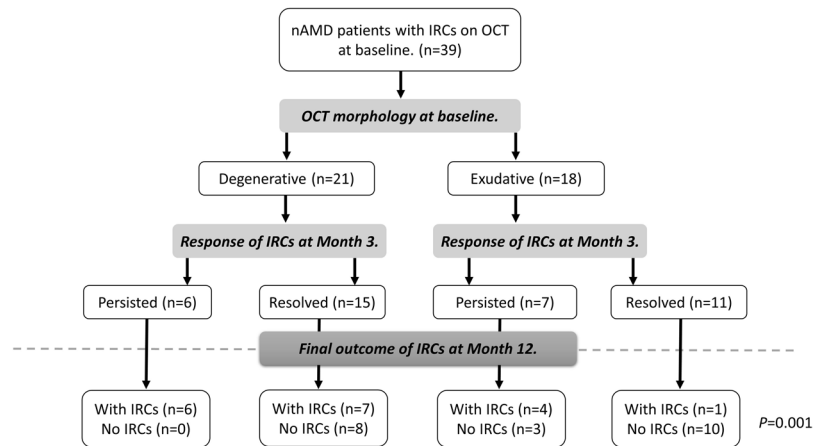 nAMD patients with IRCs on OCT
at baseline. (n=39)
OCT morphology at baseline.
Degenerative (n=21)
Exudative (n=18)
Response of IRCs at Month 3.
Response of IRCs at Month 3.
Persisted (n=6)
Resolved (n=15)
Persisted (n=7)
Resolved (n=11)
Final outcome of IRCs at Month 12.
With IRCs (n=6)
No IRCs (n=0)
With IRCs (n=7)
No IRCs (n=8)
With IRCs (n=4)
No IRCs (n=3)
With IRCs (n=1)
No IRCs (n=10)
P=0.001